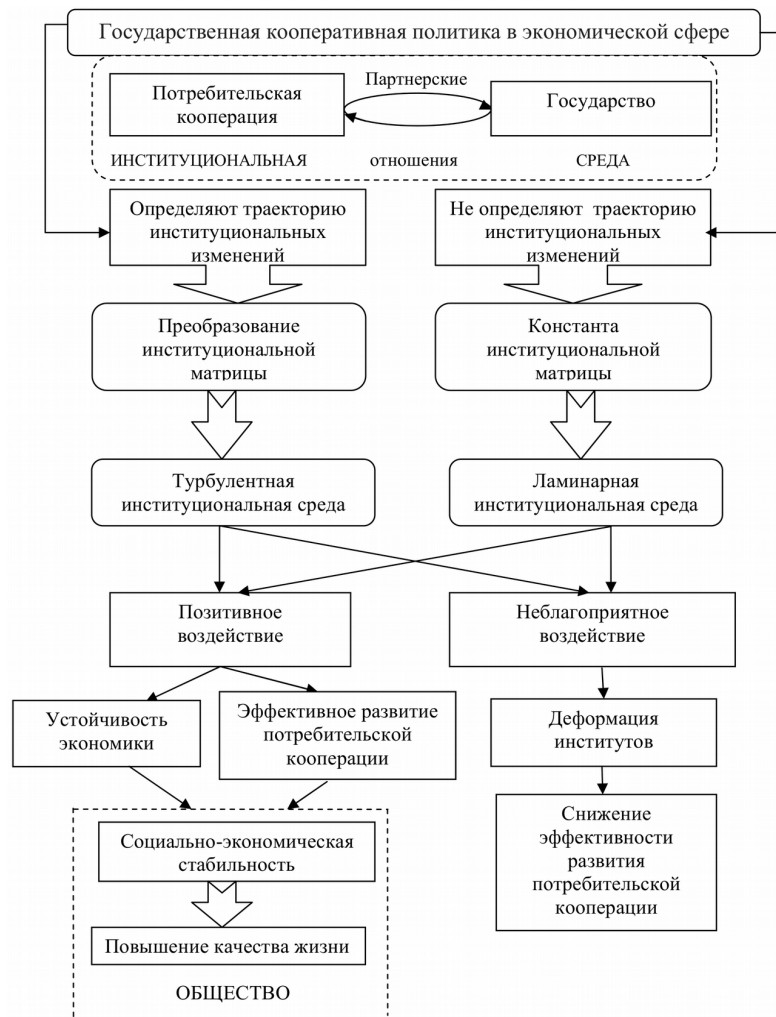 Государственная кооперативная политика в экономической сфере
Потребительская
кооперация
Партнерские
Государство
ИНСТИТУЦИОНАЛЬНАЯ отношения СРЕДА
Определяют траекторию
институциональных
изменений
Не определяют траекторию
институциональных
изменений
Преобразование
институциональной
матрицы
Константа
институциональной
матрицы
Турбулентная
институциональная среда
Ламинарная
институциональная среда
Позитивное
воздействие
Неблагоприятное
воздействие
Устойчивость
экономики
Эффективное развитие
потребительской
кооперации
Деформация
институтов
Социально-экономическая
стабильность
Снижение
эффективности
развития
потребительской
кооперации
Повышение качества жизни
ОБЩЕСТВО